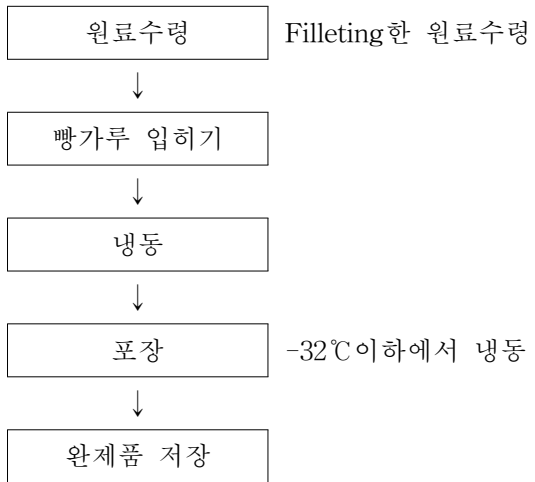 원료수령 Filleting한 원료수령
↓
빵가루 입히기
↓
냉동
↓
포장 -32℃이하에서 냉동
↓
완제품 저장